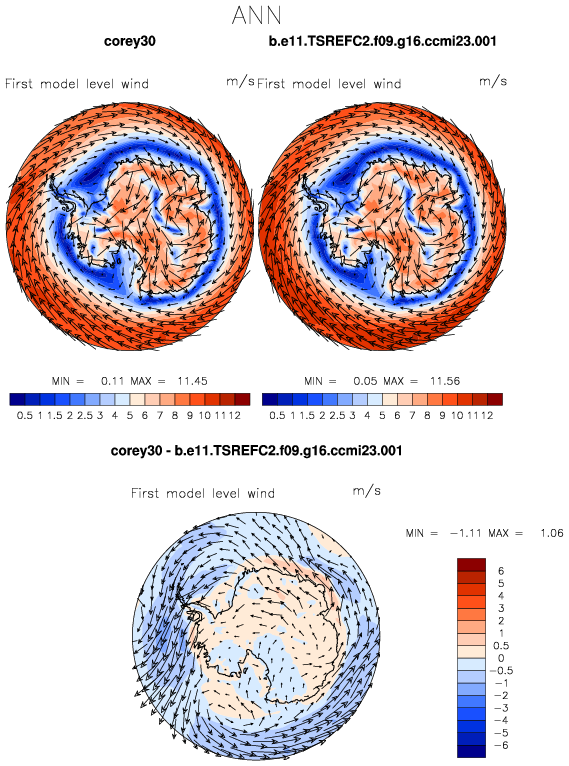 ANN
corey30
b.e11.TSREFC2.f09.g16.ccmi23.001
First model level wind m/s
First model level wind m/s
MIN = 0.11 MAX = 11.45
MIN = 0.05 MAX = 11.56
0.5 1 1.5 2 2.5 3 4 5 6 7 8 9 10 11 12
0.5 1 1.5 2 2.5 3 4 5 6 7 8 9 10 11 12
corey30 - b.e11.TSREFC2.f09.g16.ccmi23.001
First model level wind m/s
MIN = -1.11 MAX = 1.06
6
5
4
3
2
1
0.5
0
-0.5
-1
-2
-3
-4
-5
-6